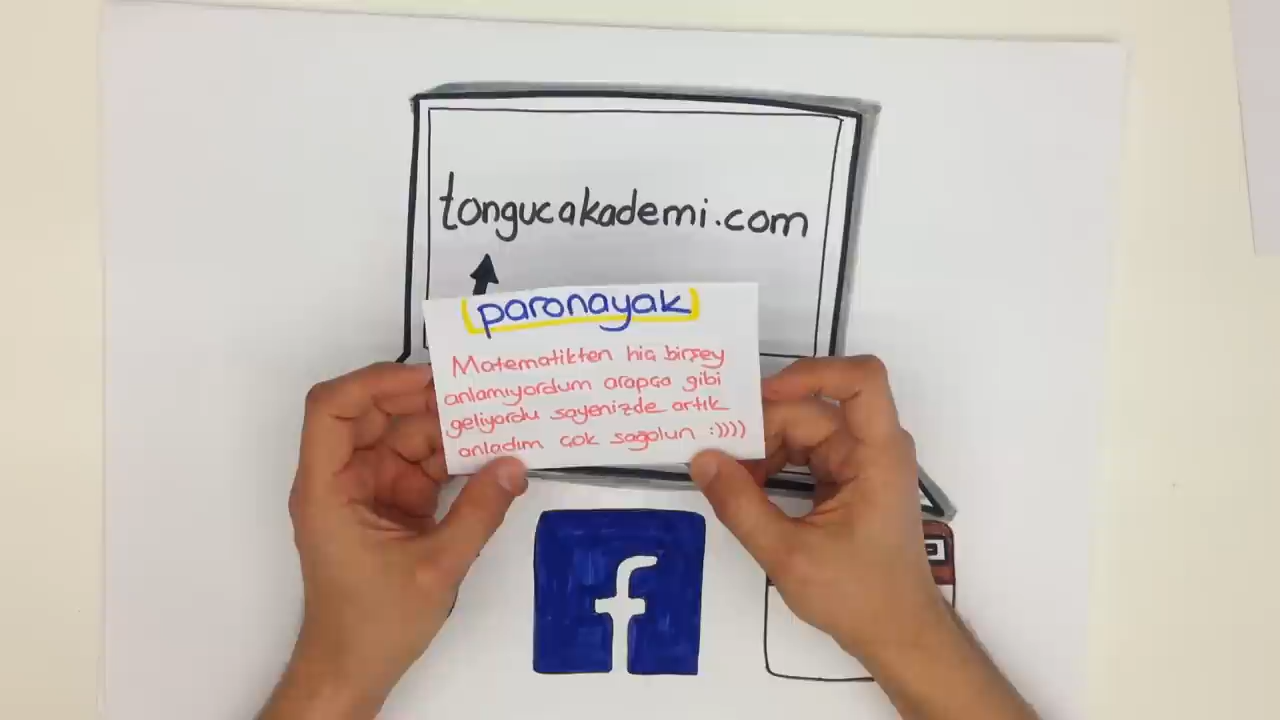 tongucakademi.com
paronayak
Matematikten hiç birşey
anlamıyordum arapça gibi
geliyordu sayenizde artık
anladım çok sağolun :))))
f